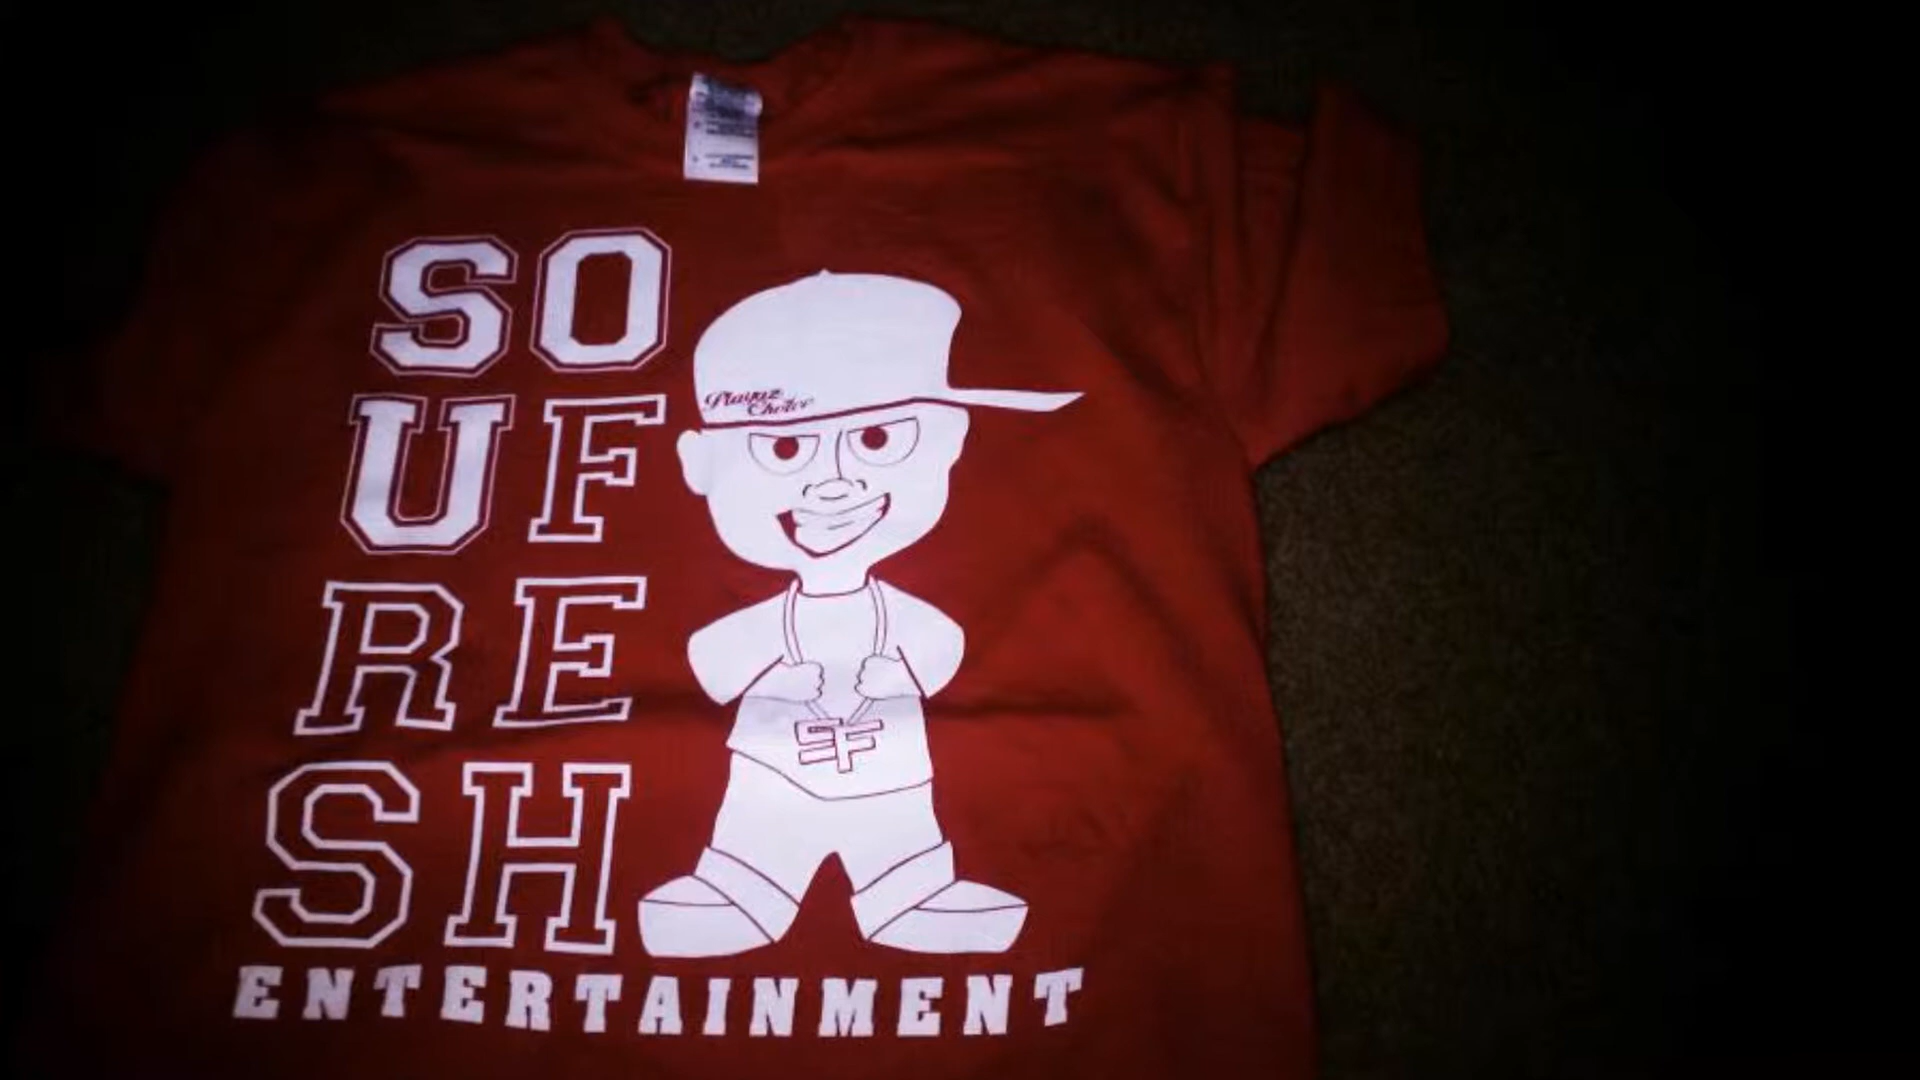 SO
UF
RE
SH
Playaz
Choice
SF
ENTERTAINMENT